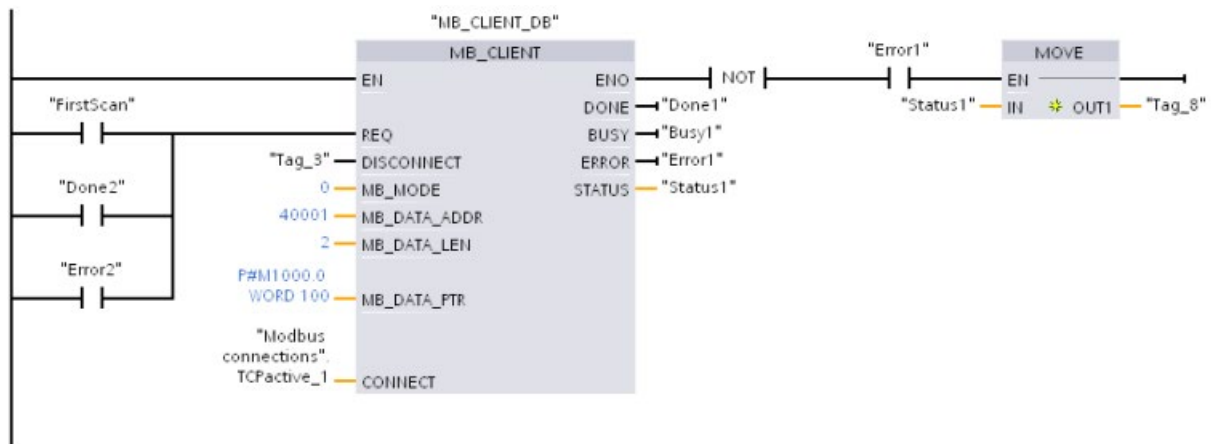 "MB_CLIENT_DB"
MB_CLIENT
"Error1"
MOVE
EN
ENO
NOT
EN
"FirstScan"
DONE
"Done1"
"Status1"
IN
OUT1
"Tag_8"
REQ
BUSY
"Busy1"
"Tag_3"
DISCONNECT
ERROR
"Error1"
"Done2"
0
MB_MODE
STATUS
"Status1"
40001
MB_DATA_ADDR
2
MB_DATA_LEN
"Error2"
P#M1000.0
WORD 100
MB_DATA_PTR
"Modbus
connections".
TCPactive_1
CONNECT